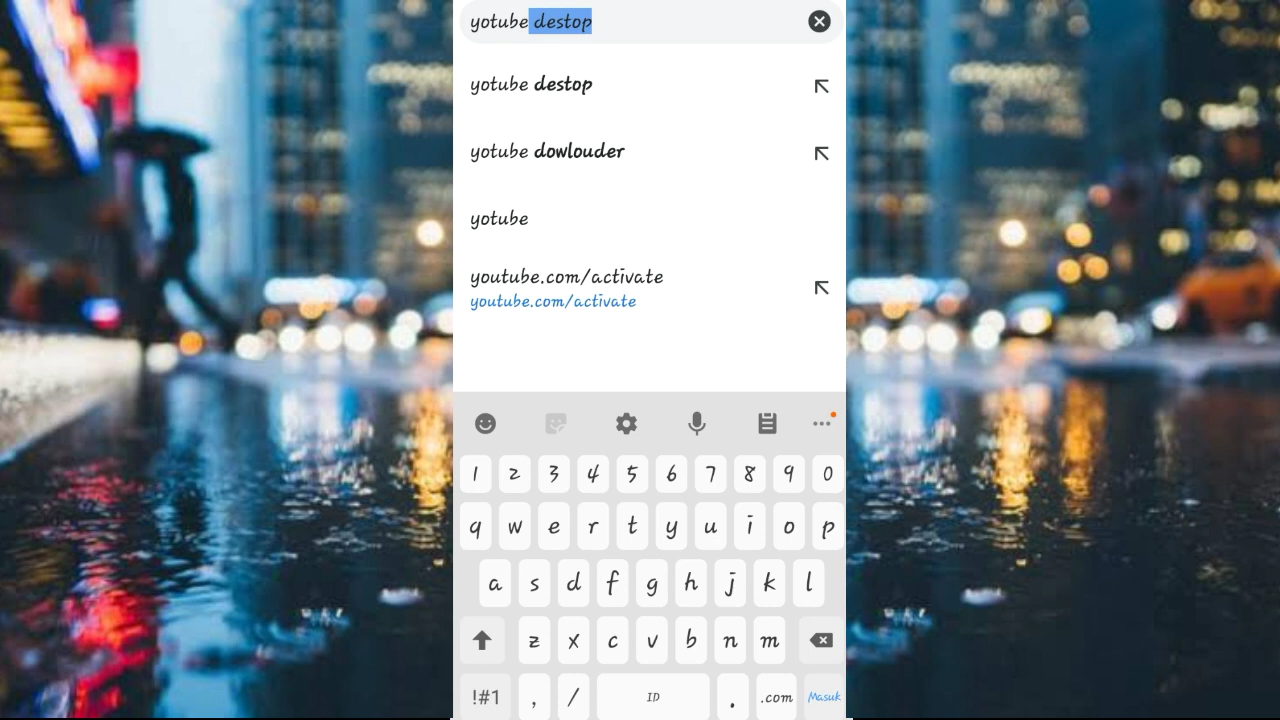 yotube destop
yotube destop
yotube dowlouder
yotube
youtube.com/activate
youtube.com/activate
1 2 3 4 5 6 7 8 9 0
q w e r t y u i o p
a s d f g h j k l
z x c v b n m
!#1 , / ID . .com Masuk